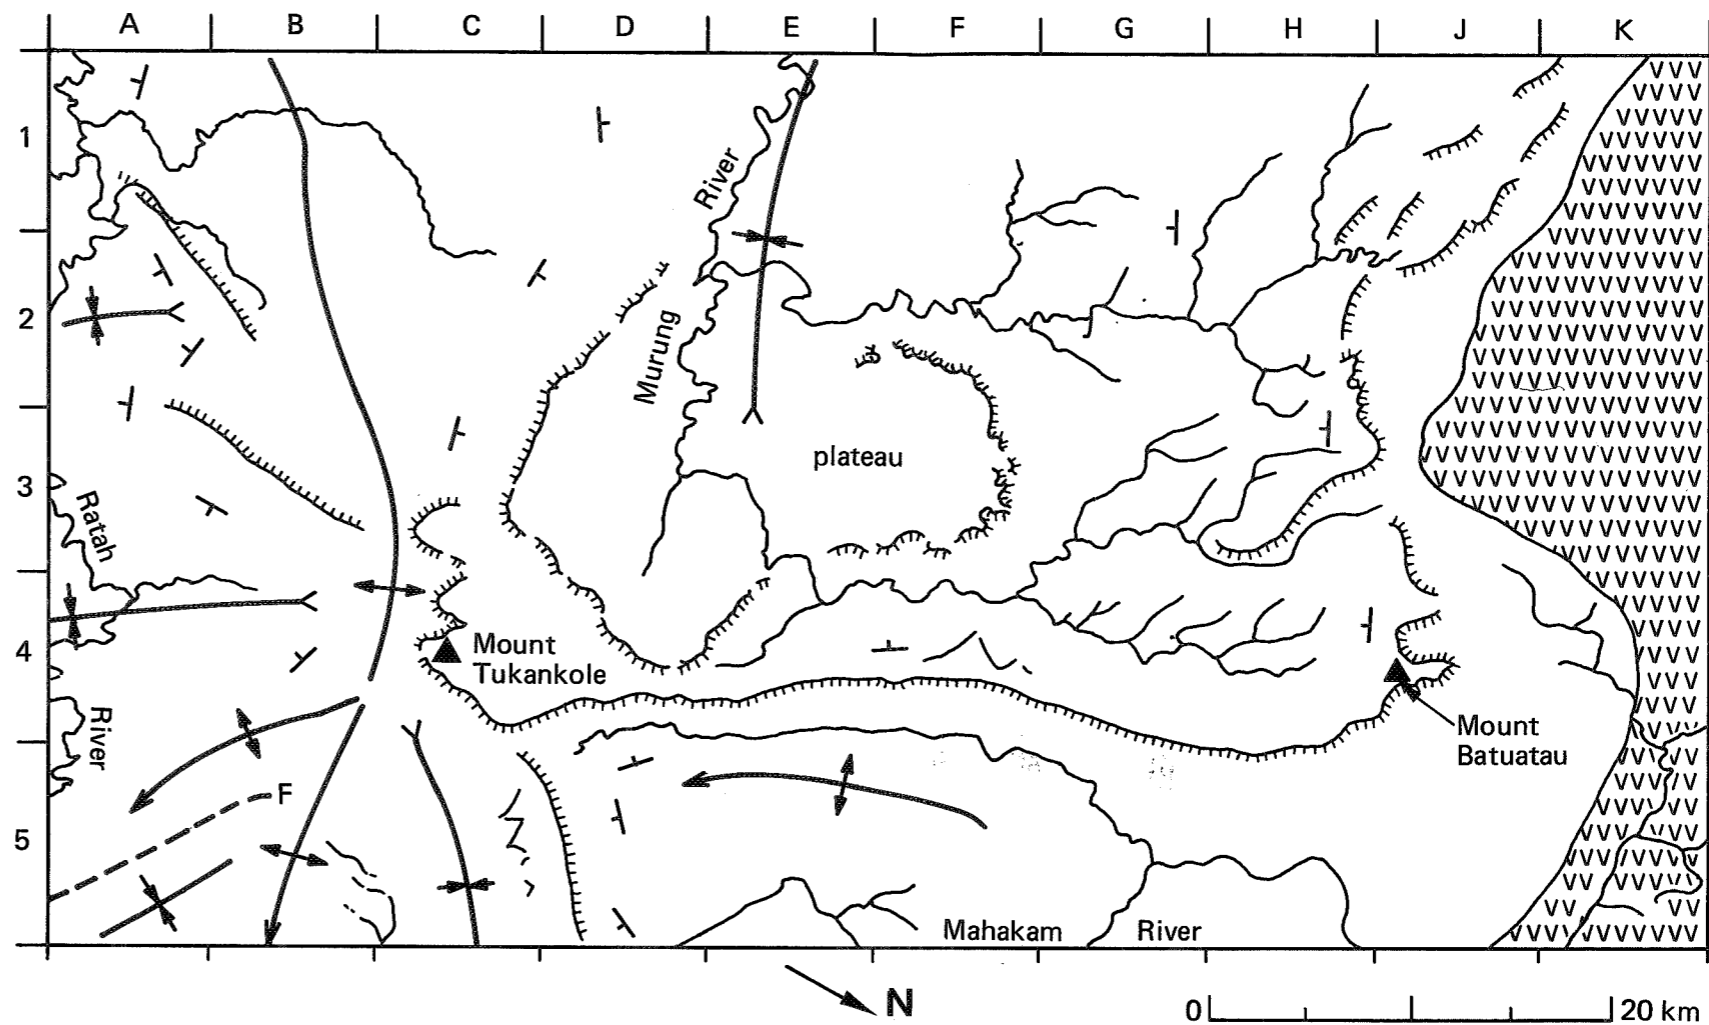 A B C D E F G H J K
1
River
2
Murung
plateau
3
Ratah
4
Mount
Tukankole
River
Mount
Batuatau
F
5
Mahakam River
N
0 20 km